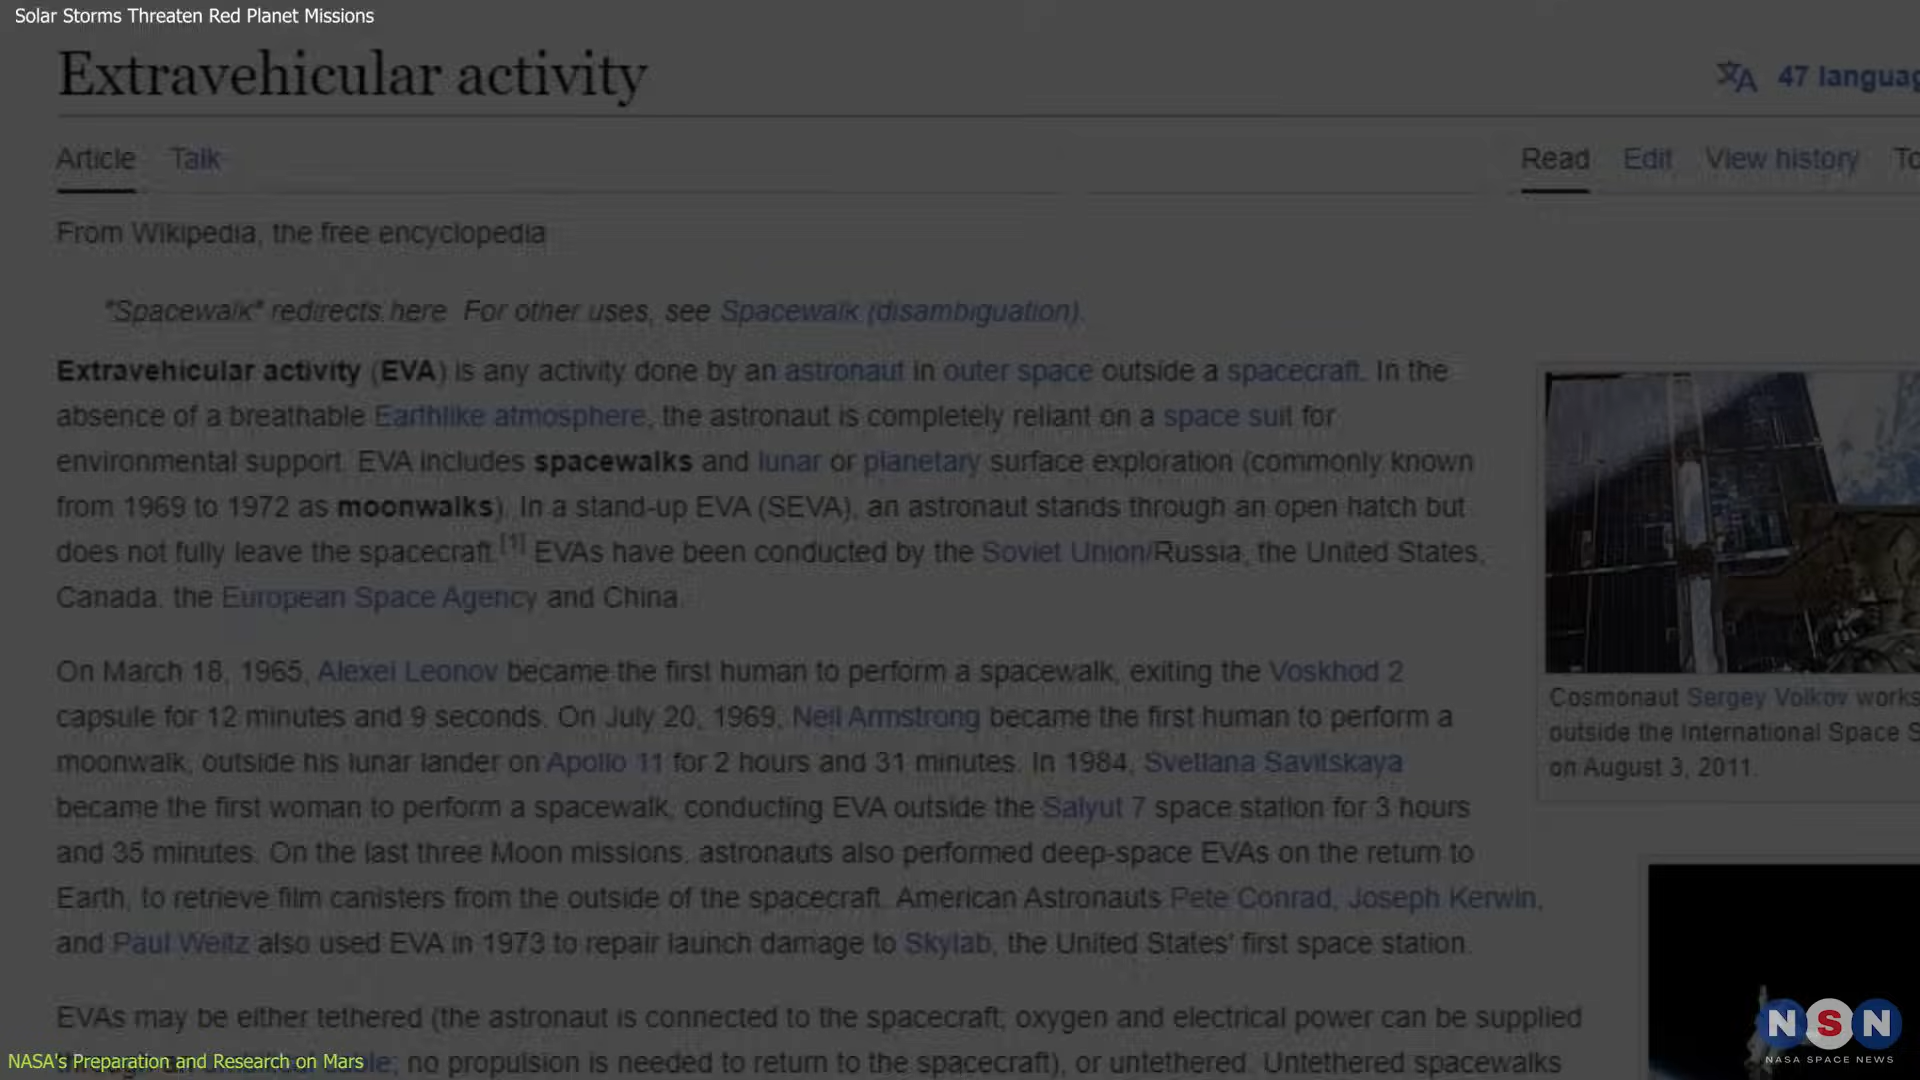 Solar Storms Threaten Red Planet Missions
Extravehicular activity
47 languag
Article Talk
Read Edit View history To
From Wikipedia, the free encyclopedia
"Spacewalk" redirects here. For other uses, see Spacewalk (disambiguation).
Extravehicular activity (EVA) is any activity done by an astronaut in outer space outside a spacecraft. In the
absence of a breathable Earthlike atmosphere, the astronaut is completely reliant on a space suit for
environmental support. EVA includes spacewalks and lunar or planetary surface exploration (commonly known
from 1969 to 1972 as moonwalks). In a stand-up EVA (SEVA), an astronaut stands through an open hatch but
does not fully leave the spacecraft.[1] EVAs have been conducted by the Soviet Union/Russia, the United States,
Canada, the European Space Agency and China.
On March 18, 1965, Alexei Leonov became the first human to perform a spacewalk, exiting the Voskhod 2
capsule for 12 minutes and 9 seconds. On July 20, 1969, Neil Armstrong became the first human to perform a
moonwalk, outside his lunar lander on Apollo 11 for 2 hours and 31 minutes. In 1984, Svetlana Savitskaya
became the first woman to perform a spacewalk, conducting EVA outside the Salyut 7 space station for 3 hours
and 35 minutes. On the last three Moon missions, astronauts also performed deep-space EVAs on the return to
Earth, to retrieve film canisters from the outside of the spacecraft. American Astronauts Pete Conrad, Joseph Kerwin,
and Paul Weitz also used EVA in 1973 to repair launch damage to Skylab, the United States' first space station.
EVAs may be either tethered (the astronaut is connected to the spacecraft; oxygen and electrical power can be supplied
no propulsion is needed to return to the spacecraft), or untethered. Untethered spacewalks
Cosmonaut Sergey Volkov works
outside the International Space S
on August 3, 2011.
NASA's Preparation and Research on Mars
NSN
NASA SPACE NEWS